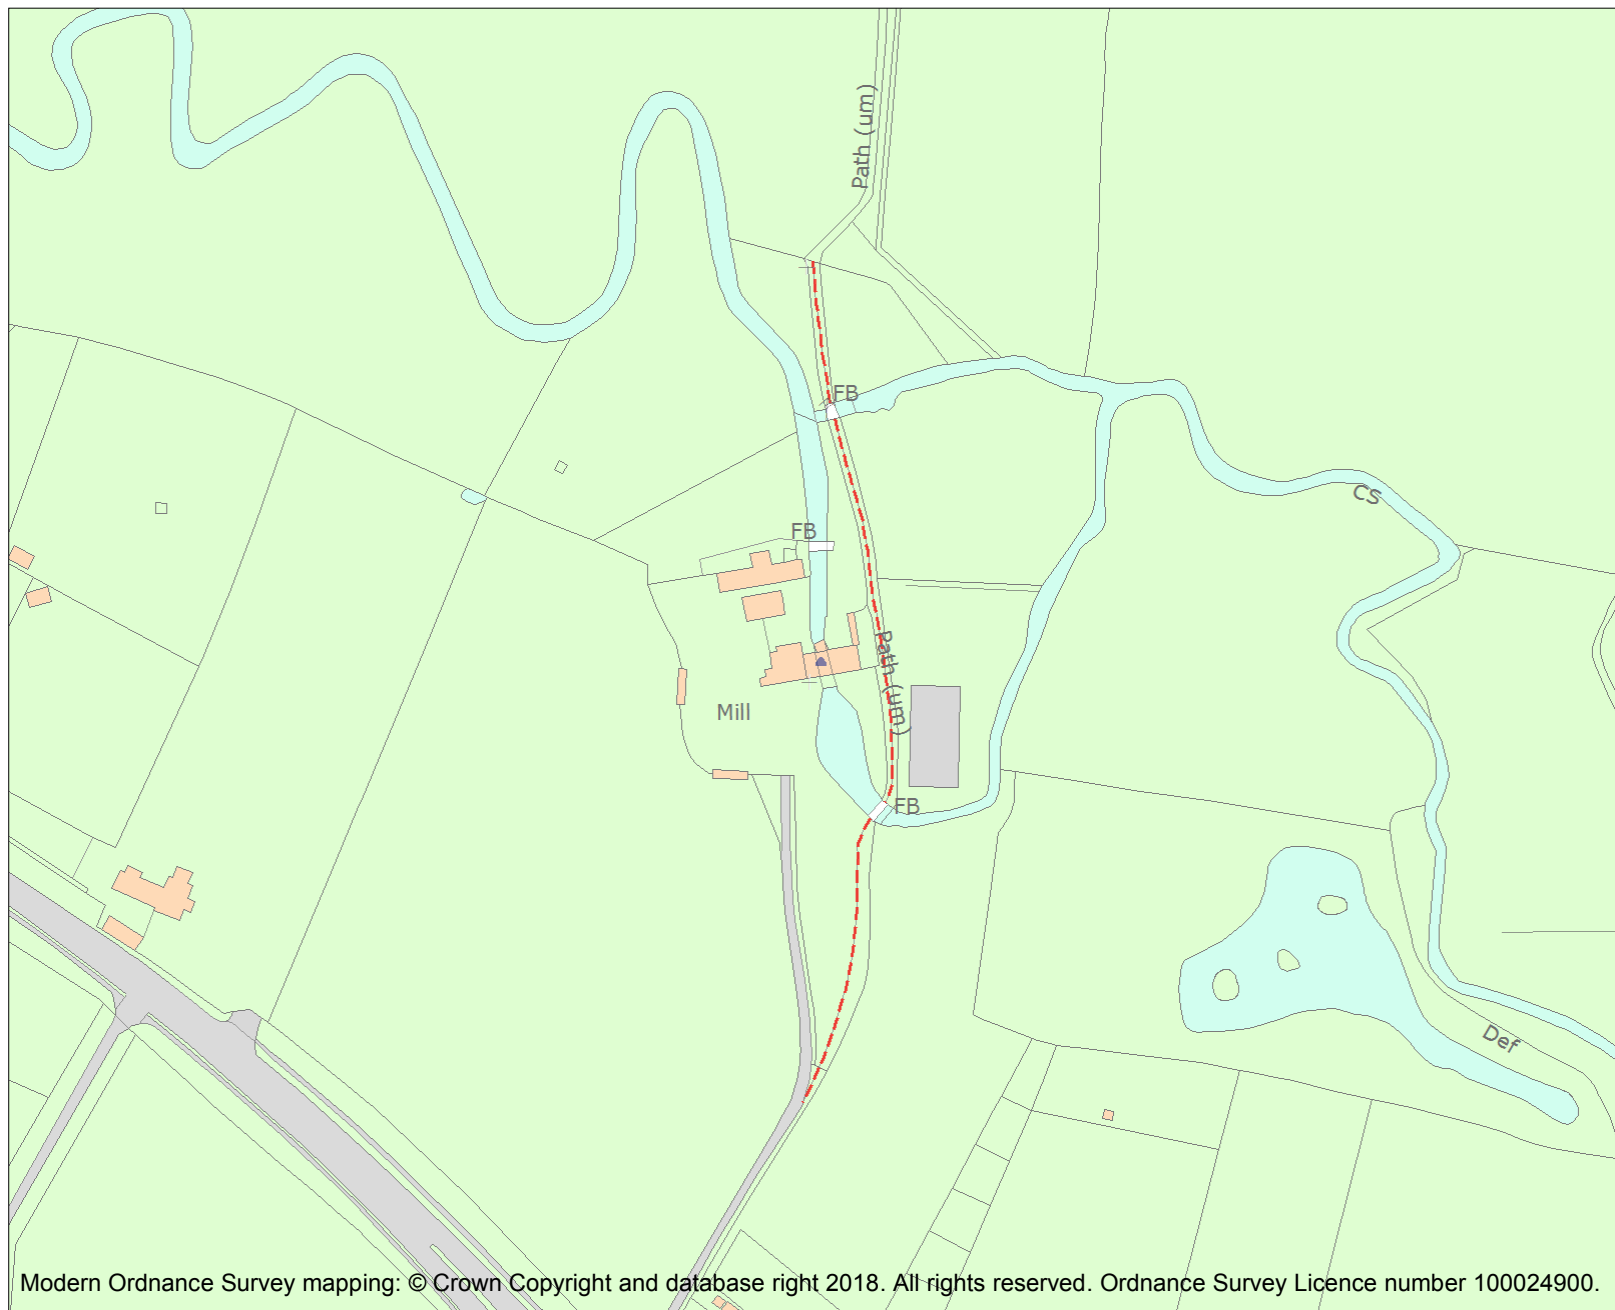 Path (um)
FB
CS
FB
Path (um)
Mill
FB
Def
Modern Ordnance Survey mapping: © Crown Copyright and database right 2018. All rights reserved. Ordnance Survey Licence number 100024900.